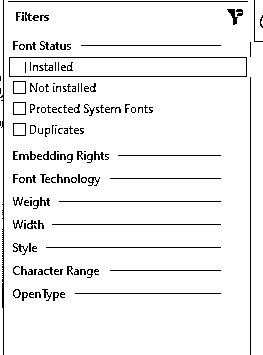 Filters
Font Status
Installed
Not installed
Protected System Fonts
Duplicates
Embedding Rights
Font Technology
Weight
Width
Style
Character Range
OpenType